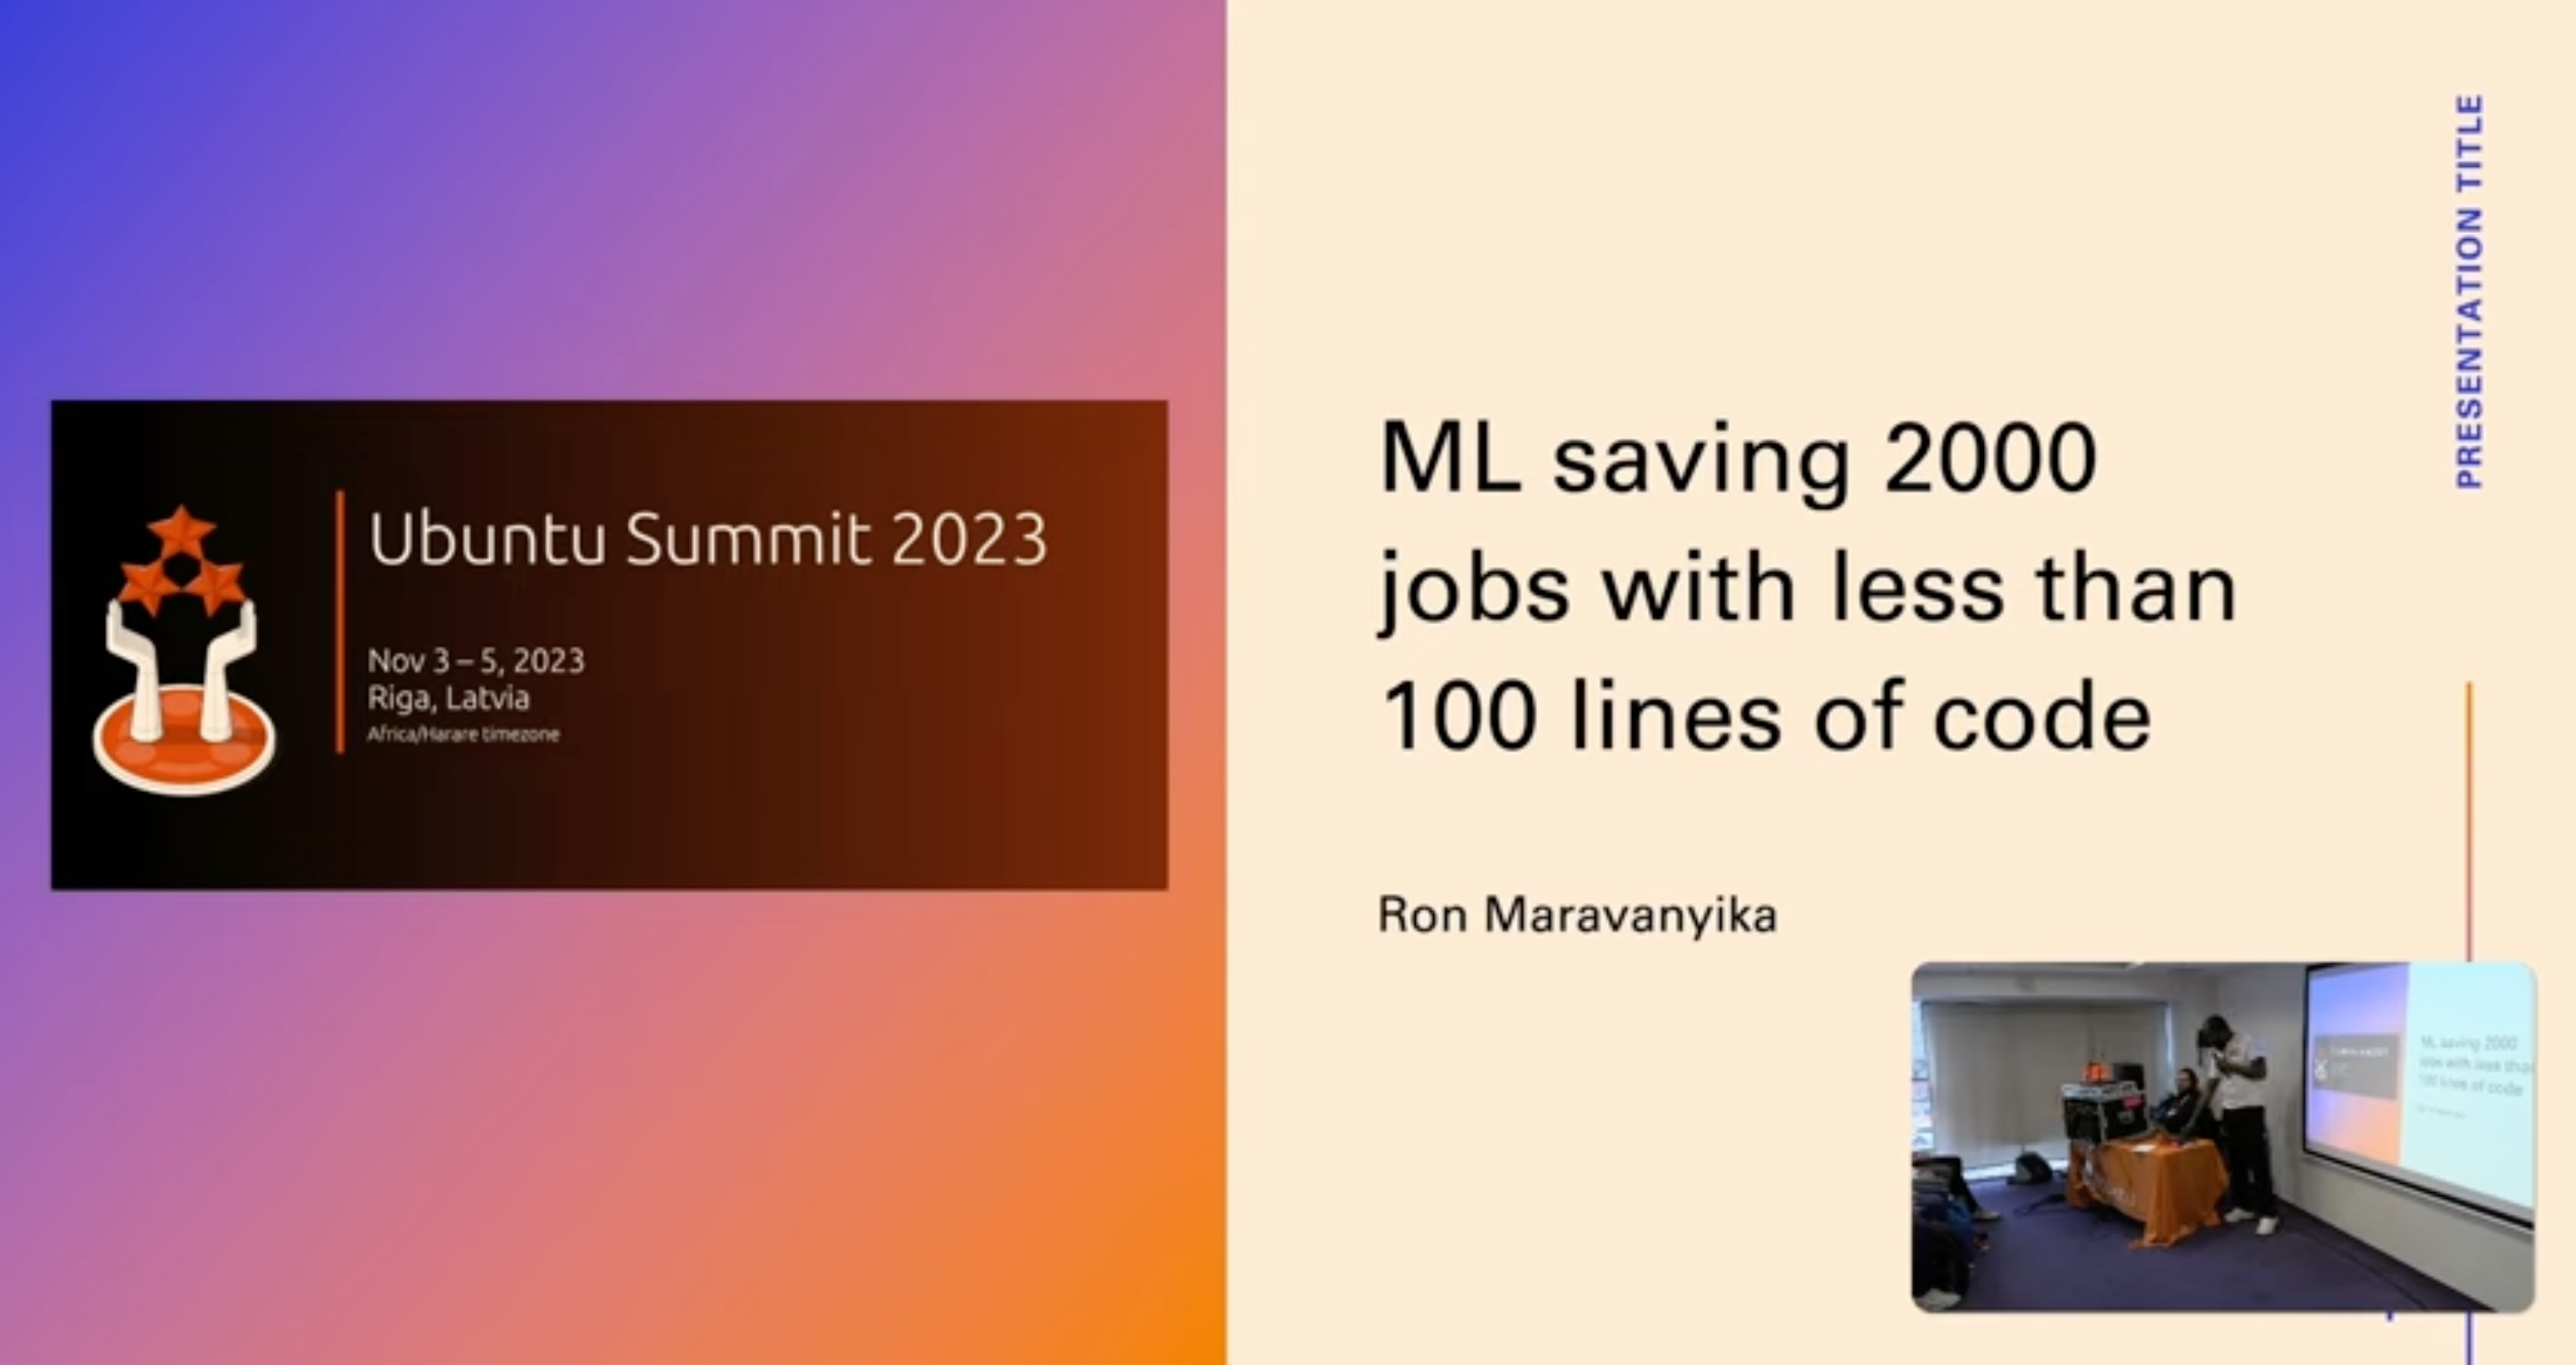 Ubuntu Summit 2023
Nov 3 – 5, 2023
Riga, Latvia
Africa/Harare timezone
ML saving 2000
jobs with less than
100 lines of code
Ron Maravanyika
PRESENTATION TITLE
ML saving 2000
jobs with less than
100 lines of code